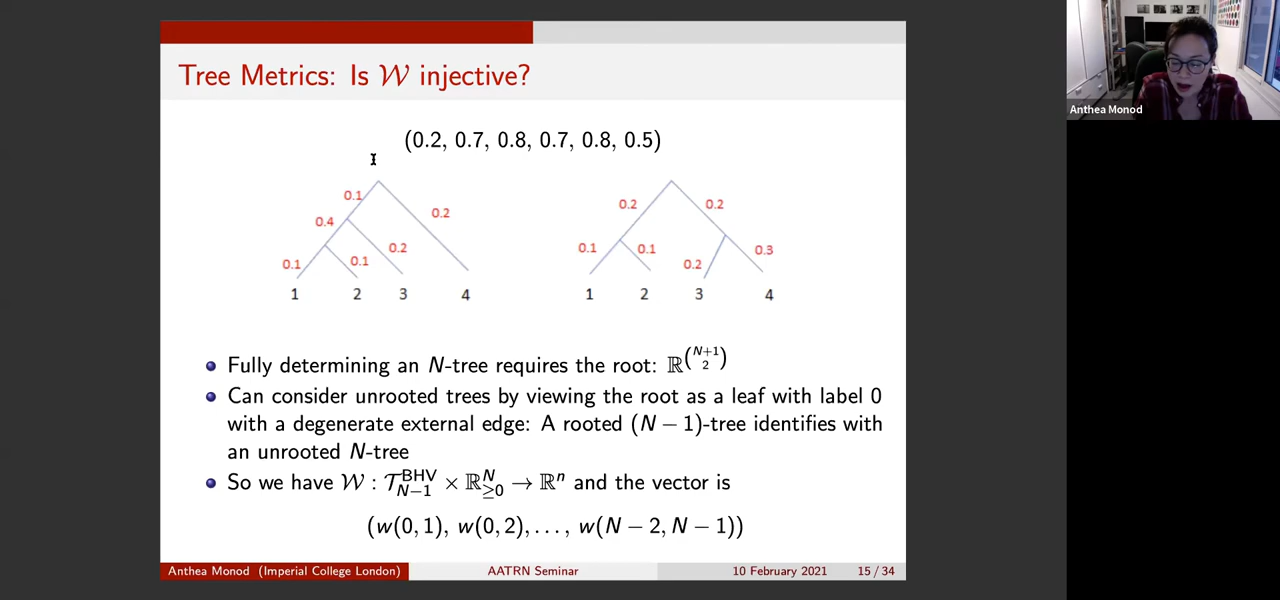 Tree Metrics: Is 𝒲 injective?
Anthea Monod
(0.2, 0.7, 0.8, 0.7, 0.8, 0.5)
0.1
0.4
0.2
0.2
0.1
0.1
1 2 3 4
0.2
0.2
0.1
0.1
0.2
0.3
1 2 3 4
Fully determining an N-tree requires the root: ℝ^(N+1 2)
Can consider unrooted trees by viewing the root as a leaf with label 0
with a degenerate external edge: A rooted (N − 1)-tree identifies with
an unrooted N-tree
So we have 𝒲 : 𝒯^BHV_N−1 × ℝ^N_≥0 → ℝ^n and the vector is
(w(0, 1), w(0, 2), . . . , w(N − 2, N − 1))
Anthea Monod (Imperial College London) AATRN Seminar 10 February 2021 15 / 34